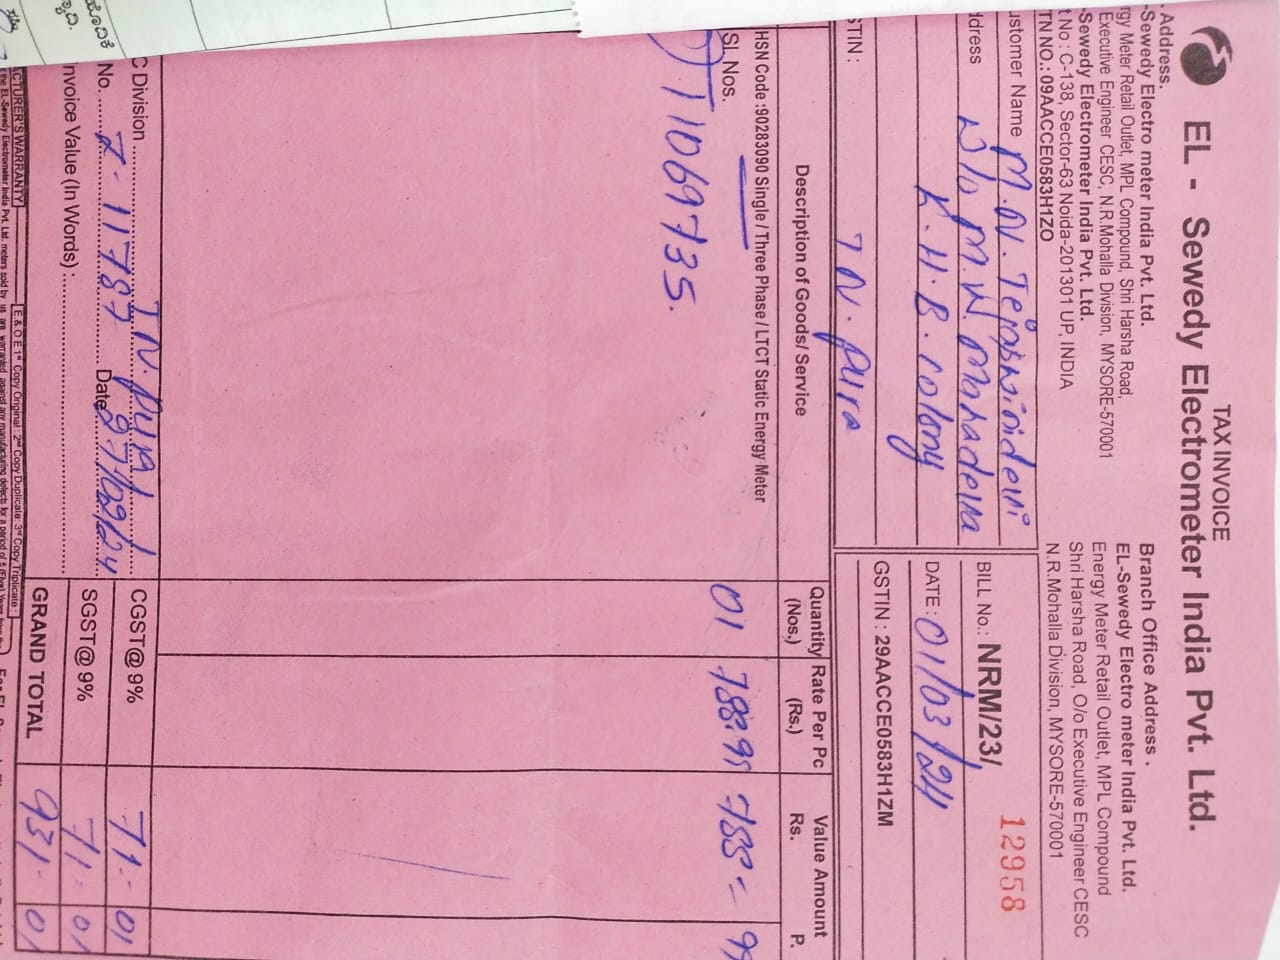 TAX INVOICE
EL - Sewedy Electrometer India Pvt. Ltd.
Address.
-Sewedy Electro meter India Pvt. Ltd.
rgy Meter Retail Outlet, MPL Compound, Shri Harsha Road,
Executive Engineer CESC, N.R.Mohalla Division, MYSORE-570001
-Sewedy Electrometer India Pvt. Ltd.
t No : C-138, Sector-63 Noida-201301 UP, INDIA
TN NO.: 09AACCE0583H1ZO
Branch Office Address .
EL-Sewedy Electro meter India Pvt. Ltd.
Energy Meter Retail Outlet, MPL Compound
Shri Harsha Road, O/o Executive Engineer CESC
N.R.Mohalla Division, MYSORE-570001
ustomer Name M.N.
ddress
K.H.B. colony
T N. pura
STIN :
BILL No.: NRM/23/ 12958
DATE : 01/03/24
GSTIN : 29AACCE0583H1ZM
Description of Goods/ Service
Quantity (Nos.)
Rate Per Pc (Rs.)
Value Amount
Rs. P.
HSN Code :90283090 Single / Three Phase / LTCT Static Energy Meter
SI. Nos.
1069735.
01 788.99 788 = 99
C Division T N. pura
No. 7-11787 Date 27/02/24
nvoice Value (In Words) :
CGST@ 9% 71 - 01
SGST@ 9% 71 = 01
GRAND TOTAL 931 - 01
CTURER'S WARRANTY
E.& O.E 1st Copy Original : 2nd Copy Duplicate: 3rd Copy Triplicate :